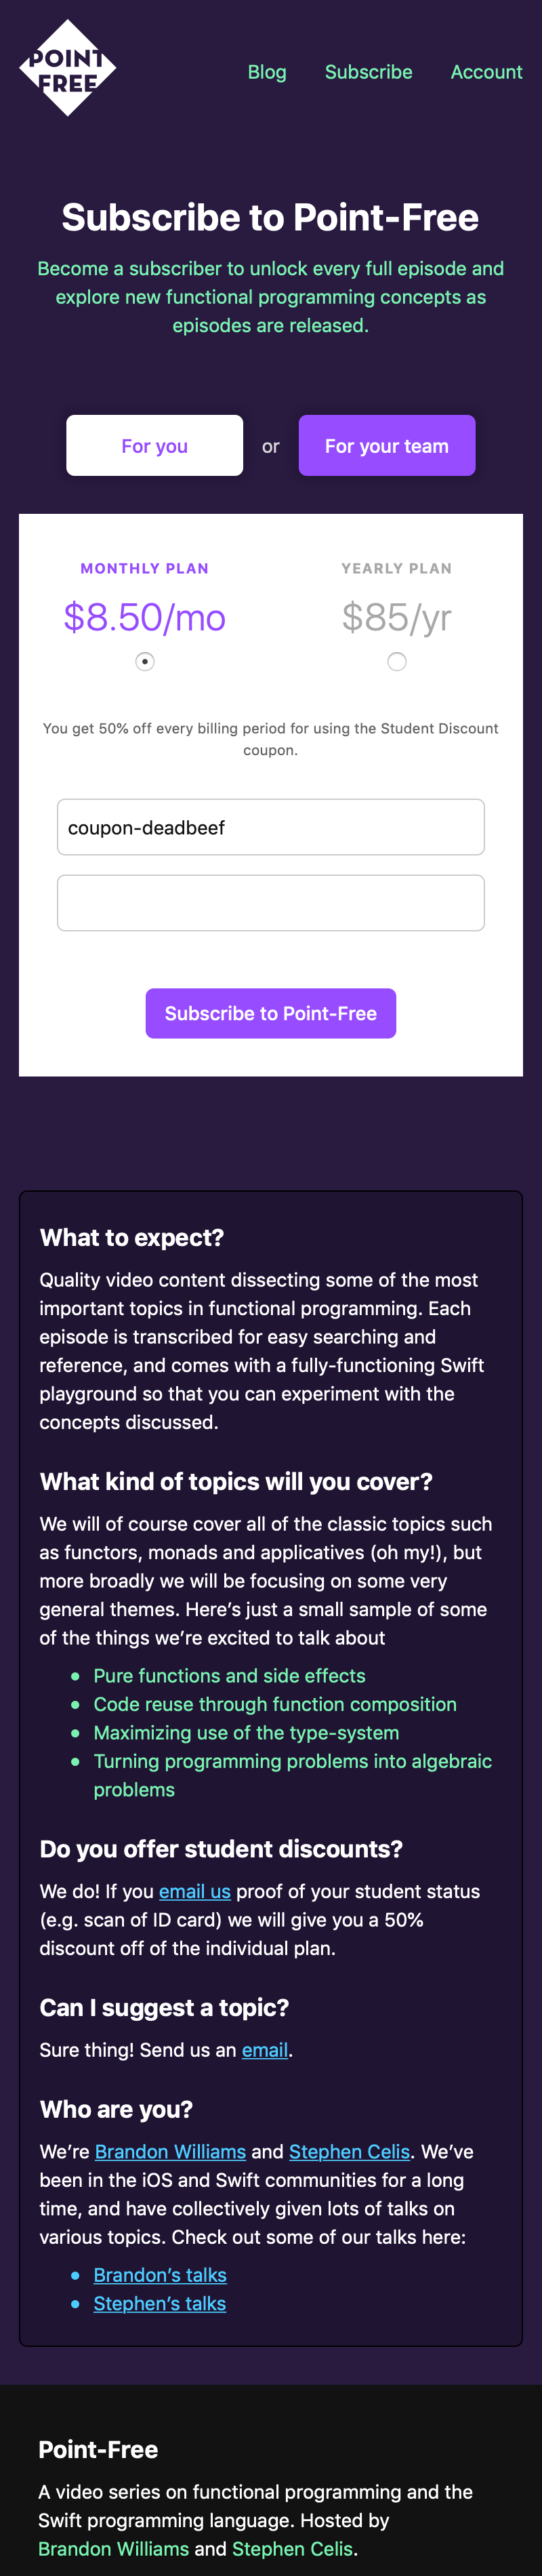 POINT
FREE
Blog
Subscribe
Account
Subscribe to Point-Free
Become a subscriber to unlock every full episode and
explore new functional programming concepts as
episodes are released.
For you
or
For your team
MONTHLY PLAN
$8.50/mo
YEARLY PLAN
$85/yr
You get 50% off every billing period for using the Student Discount
coupon.
coupon-deadbeef
Subscribe to Point-Free
What to expect?
Quality video content dissecting some of the most
important topics in functional programming. Each
episode is transcribed for easy searching and
reference, and comes with a fully-functioning Swift
playground so that you can experiment with the
concepts discussed.
What kind of topics will you cover?
We will of course cover all of the classic topics such
as functors, monads and applicatives (oh my!), but
more broadly we will be focusing on some very
general themes. Here’s just a small sample of some
of the things we’re excited to talk about
Pure functions and side effects
Code reuse through function composition
Maximizing use of the type-system
Turning programming problems into algebraic
problems
Do you offer student discounts?
We do! If you email us proof of your student status
(e.g. scan of ID card) we will give you a 50%
discount off of the individual plan.
Can I suggest a topic?
Sure thing! Send us an email.
Who are you?
We’re Brandon Williams and Stephen Celis. We’ve
been in the iOS and Swift communities for a long
time, and have collectively given lots of talks on
various topics. Check out some of our talks here:
Brandon’s talks
Stephen’s talks
Point-Free
A video series on functional programming and the
Swift programming language. Hosted by
Brandon Williams and Stephen Celis.